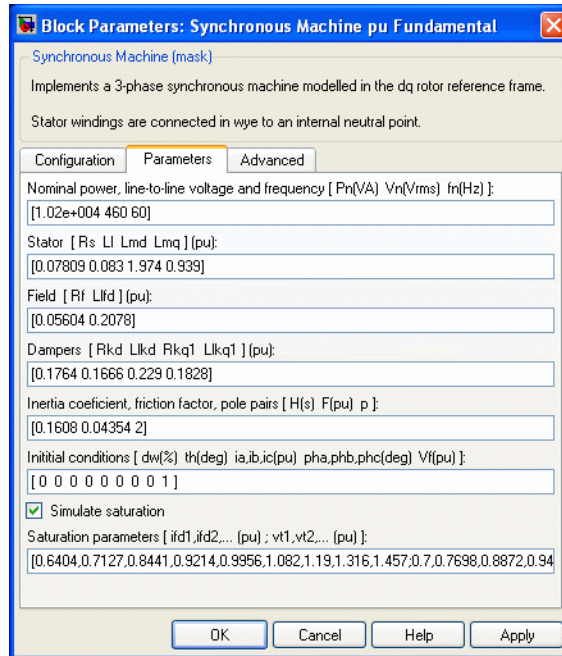 Block Parameters: Synchronous Machine pu Fundamental
Synchronous Machine (mask)
Implements a 3-phase synchronous machine modelled in the dq rotor reference frame.
Stator windings are connected in wye to an internal neutral point.
Configuration Parameters Advanced
Nominal power, line-to-line voltage and frequency [ Pn(VA) Vn(Vrms) fn(Hz) ]:
[1.02e+004 460 60]
Stator [ Rs Ll Lmd Lmq ] (pu):
[0.07809 0.083 1.974 0.939]
Field [ Rf Llfd ] (pu):
[0.05604 0.2078]
Dampers [ Rkd Llkd Rkq1 Llkq1 ] (pu):
[0.1764 0.1666 0.229 0.1828]
Inertia coeficient, friction factor, pole pairs [ H(s) F(pu) p ]:
[0.1608 0.04354 2]
Inititial conditions [ dw(%) th(deg) ia,ib,ic(pu) pha,phb,phc(deg) Vf(pu) ]:
[ 0 0 0 0 0 0 0 0 1 ]
Simulate saturation
Saturation parameters [ ifd1,ifd2,... (pu) ; vt1,vt2,... (pu) ]:
[0.6404,0.7127,0.8441,0.9214,0.9956,1.082,1.19,1.316,1.457;0.7,0.7698,0.8872,0.94
OK Cancel Help Apply